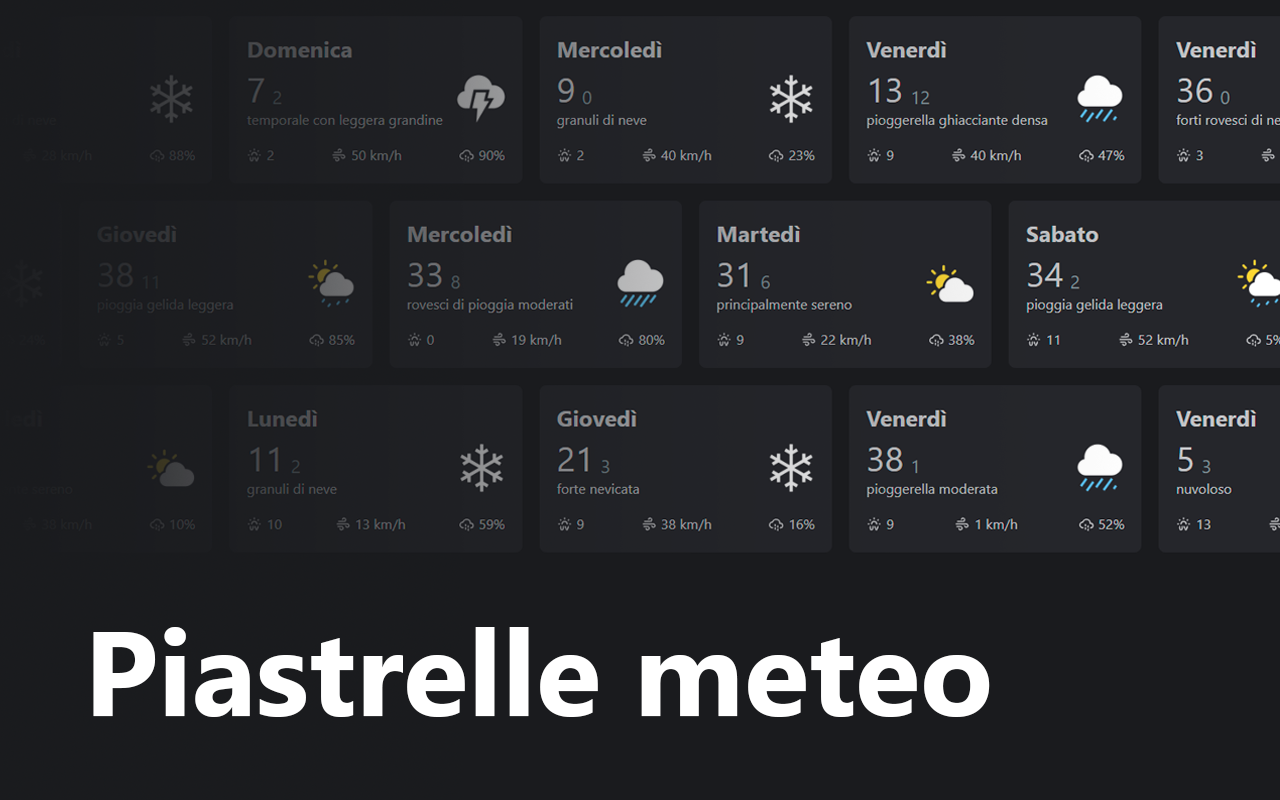 Domenica
7 2
temporale con leggera grandine
2 50 km/h 90%
Mercoledì
9 0
granuli di neve
2 40 km/h 23%
Venerdì
13 12
pioggerella ghiacciante densa
9 40 km/h 47%
Venerdì
36 0
forti rovesci di ne
3
88%
Giovedì
38 11
pioggia gelida leggera
5 52 km/h 85%
Mercoledì
33 8
rovesci di pioggia moderati
0 19 km/h 80%
Martedì
31 6
principalmente sereno
9 22 km/h 38%
Sabato
34 2
pioggia gelida leggera
11 52 km/h 5%
10%
Lunedì
11 2
granuli di neve
10 13 km/h 59%
Giovedì
21 3
forte nevicata
9 38 km/h 16%
Venerdì
38 1
pioggerella moderata
9 1 km/h 52%
Venerdì
5 3
nuvoloso
13
Piastrelle meteo